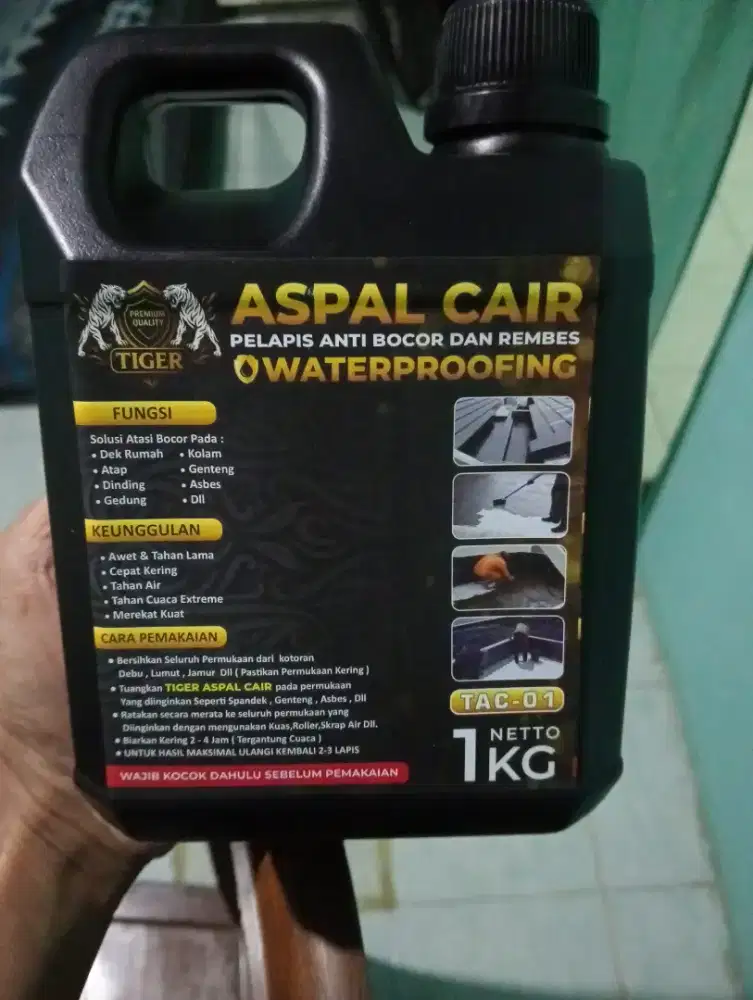 PREMIUM
QUALITY
TIGER
ASPAL CAIR
PELAPIS ANTI BOCOR DAN REMBES
WATERPROOFING
FUNGSI
Solusi Atasi Bocor Pada :
• Dek Rumah • Kolam
• Atap • Genteng
• Dinding • Asbes
• Gedung • Dll
KEUNGGULAN
• Awet & Tahan Lama
• Cepat Kering
• Tahan Air
• Tahan Cuaca Extreme
• Merekat Kuat
CARA PEMAKAIAN
• Bersihkan Seluruh Permukaan dari kotoran
Debu , Lumut , Jamur Dll ( Pastikan Permukaan Kering )
• Tuangkan TIGER ASPAL CAIR pada permukaan
Yang diinginkan Seperti Spandek , Genteng , Asbes , Dll
• Ratakan secara merata ke seluruh permukaan yang
Diinginkan dengan mengunakan Kuas,Roller,Skrap Air Dll.
• Biarkan Kering 2 - 4 Jam ( Tergantung Cuaca )
• UNTUK HASIL MAKSIMAL ULANGI KEMBALI 2-3 LAPIS
WAJIB KOCOK DAHULU SEBELUM PEMAKAIAN
TAC-01
NETTO
1 KG